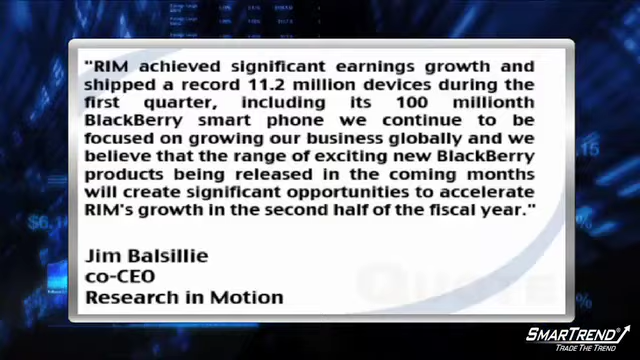 "RIM achieved significant earnings growth and
shipped a record 11.2 million devices during the
first quarter, including its 100 millionth
BlackBerry smart phone we continue to be
focused on growing our business globally and we
believe that the range of exciting new BlackBerry
products being released in the coming months
will create significant opportunities to accelerate
RIM's growth in the second half of the fiscal year."
Jim Balsillie
co-CEO
Research in Motion
QUOTE
SMARTREND
TRADE THE TREND